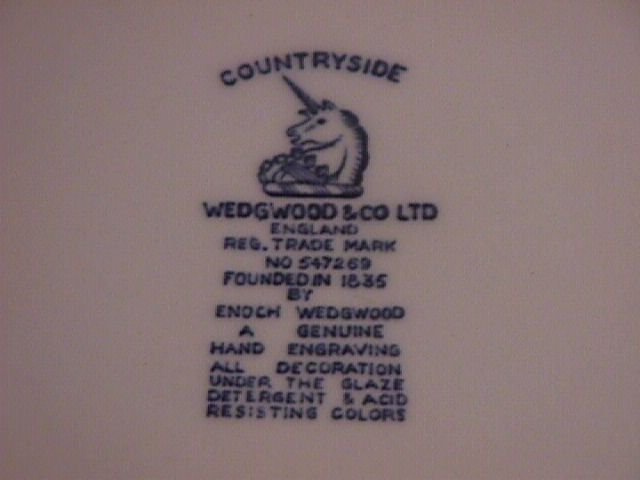 COUNTRYSIDE
WEDGWOOD & CO LTD
ENGLAND
REG. TRADE MARK
NO 547269
FOUNDED IN 1835
BY
ENOCH WEDGWOOD
A GENUINE
HAND ENGRAVING
ALL DECORATION
UNDER THE GLAZE
DETERGENT & ACID
RESISTING COLORS